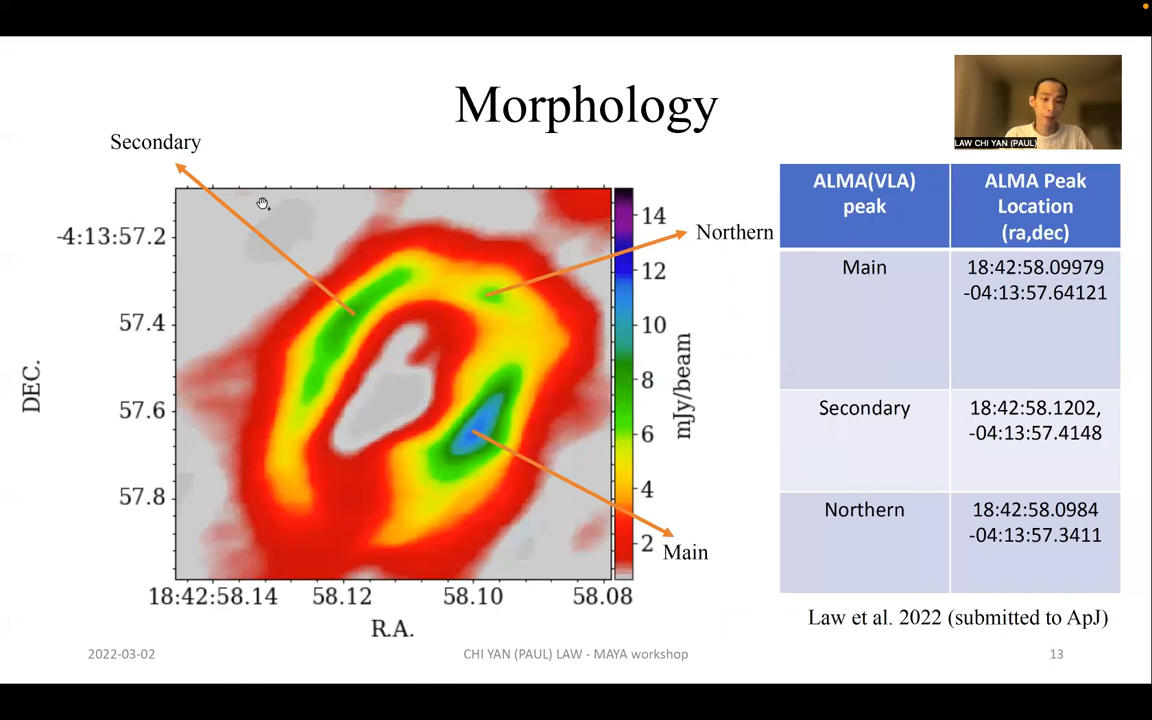 Morphology
LAW CHI YAN (PAUL)
Secondary
Northern
Main
-4:13:57.2
57.4
57.6
57.8
DEC.
18:42:58.14
58.12
58.10
58.08
R.A.
14
12
10
8
6
4
2
mJy/beam
ALMA(VLA)
peak
ALMA Peak
Location
(ra,dec)
Main
18:42:58.09979
-04:13:57.64121
Secondary
18:42:58.1202,
-04:13:57.4148
Northern
18:42:58.0984
-04:13:57.3411
Law et al. 2022 (submitted to ApJ)
2022-03-02
CHI YAN (PAUL) LAW - MAYA workshop
13